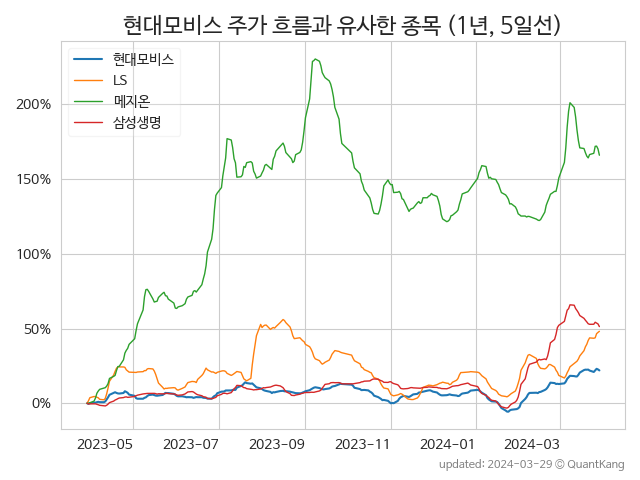 현대모비스 주가 흐름과 유사한 종목 (1년, 5일선)
현대모비스
LS
메지온
삼성생명
200%
150%
100%
50%
0%
2023-05 2023-07 2023-09 2023-11 2024-01 2024-03
updated: 2024-03-29 © QuantKang